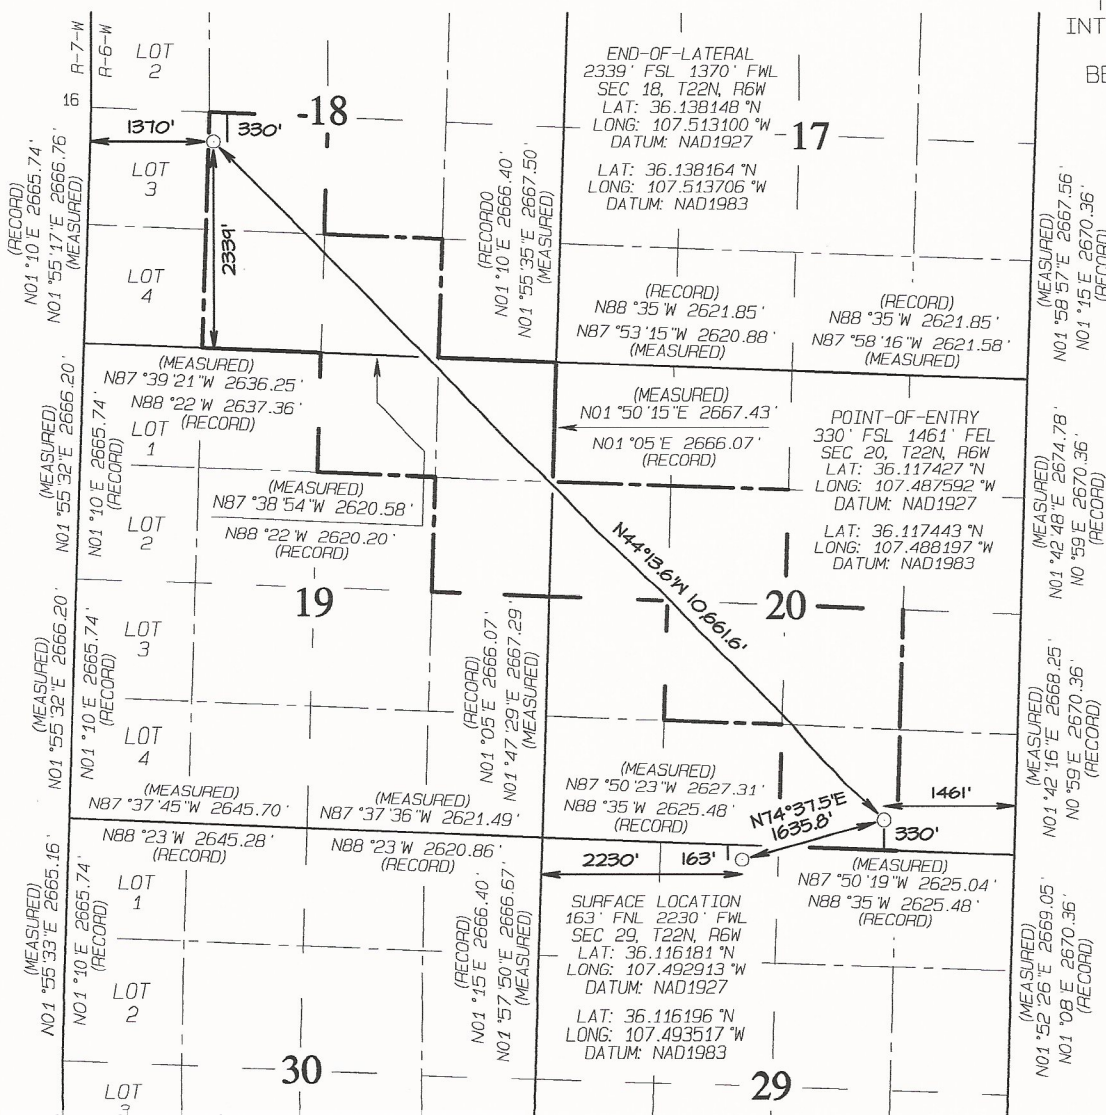 INT
BE
R-7-W
R-6-W
16
LOT
2
LOT
3
LOT
4
1370'
330'
2339'
18
17
END-OF-LATERAL
2339' FSL 1370' FWL
SEC 18, T22N, R6W
LAT: 36.138148 °N
LONG: 107.513100 °W
DATUM: NAD1927
LAT: 36.138164 °N
LONG: 107.513706 °W
DATUM: NAD1983
(RECORD)
N01°10'E 2665.74'
N01°55'17"E 2666.76'
(MEASURED)
(RECORDO
N01°10'E 2666.40'
N01°55'35"E 2667.50'
(MEASURED)
(MEASURED)
N01°58'57"E 2667.56'
N01°15'E 2670.36'
(RECORD)
(RECORD)
N88°35'W 2621.85'
N87°53'15"W 2620.88'
(MEASURED)
(RECORD)
N88°35'W 2621.85'
N87°58'16"W 2621.58'
(MEASURED)
(MEASURED)
N87°39'21"W 2636.25'
N88°22'W 2637.36'
(RECORD)
(MEASURED)
N01°50'15"E 2667.43'
N01°05'E 2666.07'
(RECORD)
POINT-OF-ENTRY
330' FSL 1461' FEL
SEC 20, T22N, R6W
LAT: 36.117427 °N
LONG: 107.487592 °W
DATUM: NAD1927
LAT: 36.117443 °N
LONG: 107.488197 °W
DATUM: NAD1983
(MEASURED)
N01°55'32"E 2666.20'
N01°10'E 2665.74'
(RECORD)
LOT
1
LOT
2
(MEASURED)
N87°38'54"W 2620.58'
N88°22'W 2620.20'
(RECORD)
(MEASURED)
N01°42'48"E 2674.78'
N0°59'E 2670.36'
(RECORD)
N44°13.6'W 10,661.6'
19
20
(MEASURED)
N01°55'32"E 2666.20'
N01°10'E 2665.74'
(RECORD)
LOT
3
LOT
4
(RECORD)
N01°05'E 2666.07'
N01°47'29"E 2667.29'
(MEASURED)
(MEASURED)
N01°42'16"E 2668.25'
N0°59'E 2670.36'
(RECORD)
(MEASURED)
N87°37'45"W 2645.70'
N88°23'W 2645.28'
(RECORD)
(MEASURED)
N87°37'36"W 2621.49'
N88°23'W 2620.86'
(RECORD)
(MEASURED)
N87°50'23"W 2627.31'
N88°35'W 2625.48'
(RECORD)
N74°37.5'E
1635.8'
1461'
330'
2230'
163'
(MEASURED)
N87°50'19"W 2625.04'
N88°35'W 2625.48'
(RECORD)
SURFACE LOCATION
163' FNL 2230' FWL
SEC 29, T22N, R6W
LAT: 36.116181 °N
LONG: 107.492913 °W
DATUM: NAD1927
LAT: 36.116196 °N
LONG: 107.493517 °W
DATUM: NAD1983
(MEASURED)
N01°55'33"E 2665.16'
N01°10'E 2665.74'
(RECORD)
LOT
1
LOT
2
LOT
3
(RECORD)
N01°15'E 2666.40'
N01°57'50"E 2666.67'
(MEASURED)
(MEASURED)
N01°52'26"E 2669.05'
N01°08'E 2670.36'
(RECORD)
30
29